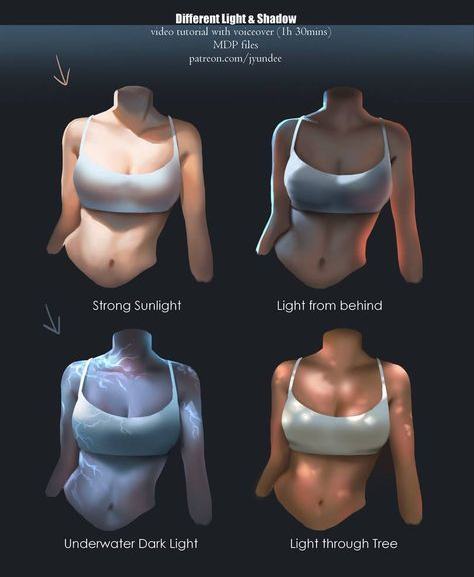 Different Light & Shadow
video tutorial with voiceover (1h 30mins)
MDP files
patreon.com/jyundee
Strong Sunlight
Light from behind
Underwater Dark Light
Light through Tree